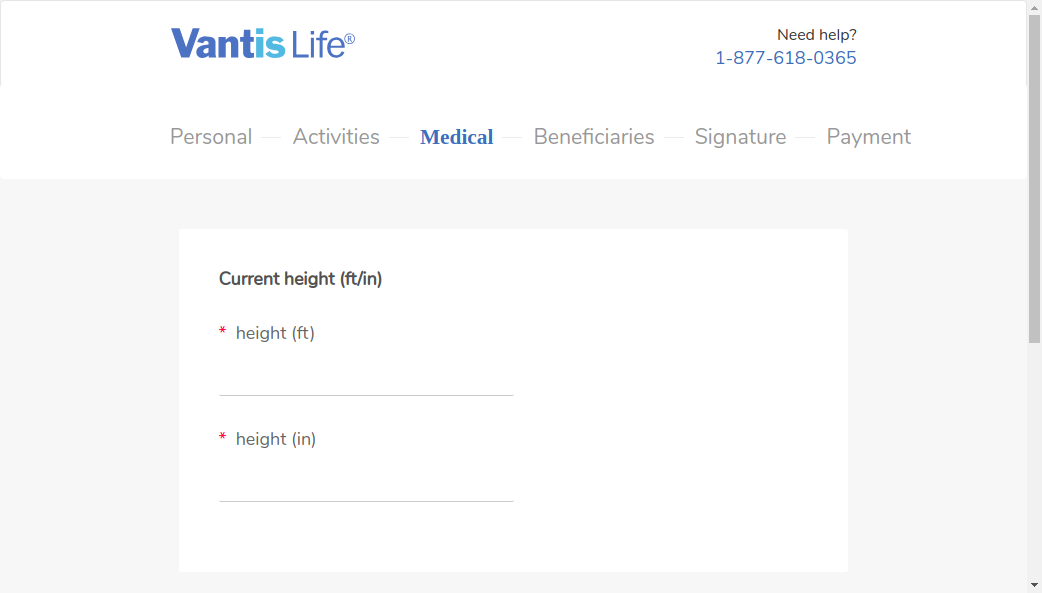 Vantis Life®
Need help?
1-877-618-0365
Personal Activities Medical Beneficiaries Signature Payment
Current height (ft/in)
* height (ft)
* height (in)